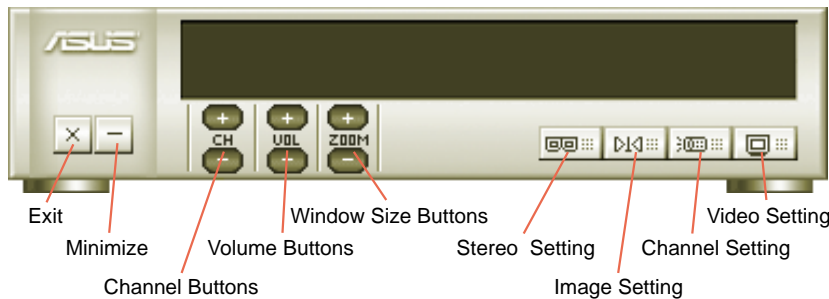 ASUS
+ + +
CH VOL ZOOM
− − −
Exit Window Size Buttons Video Setting
Minimize Volume Buttons Stereo Setting Channel Setting
Channel Buttons Image Setting